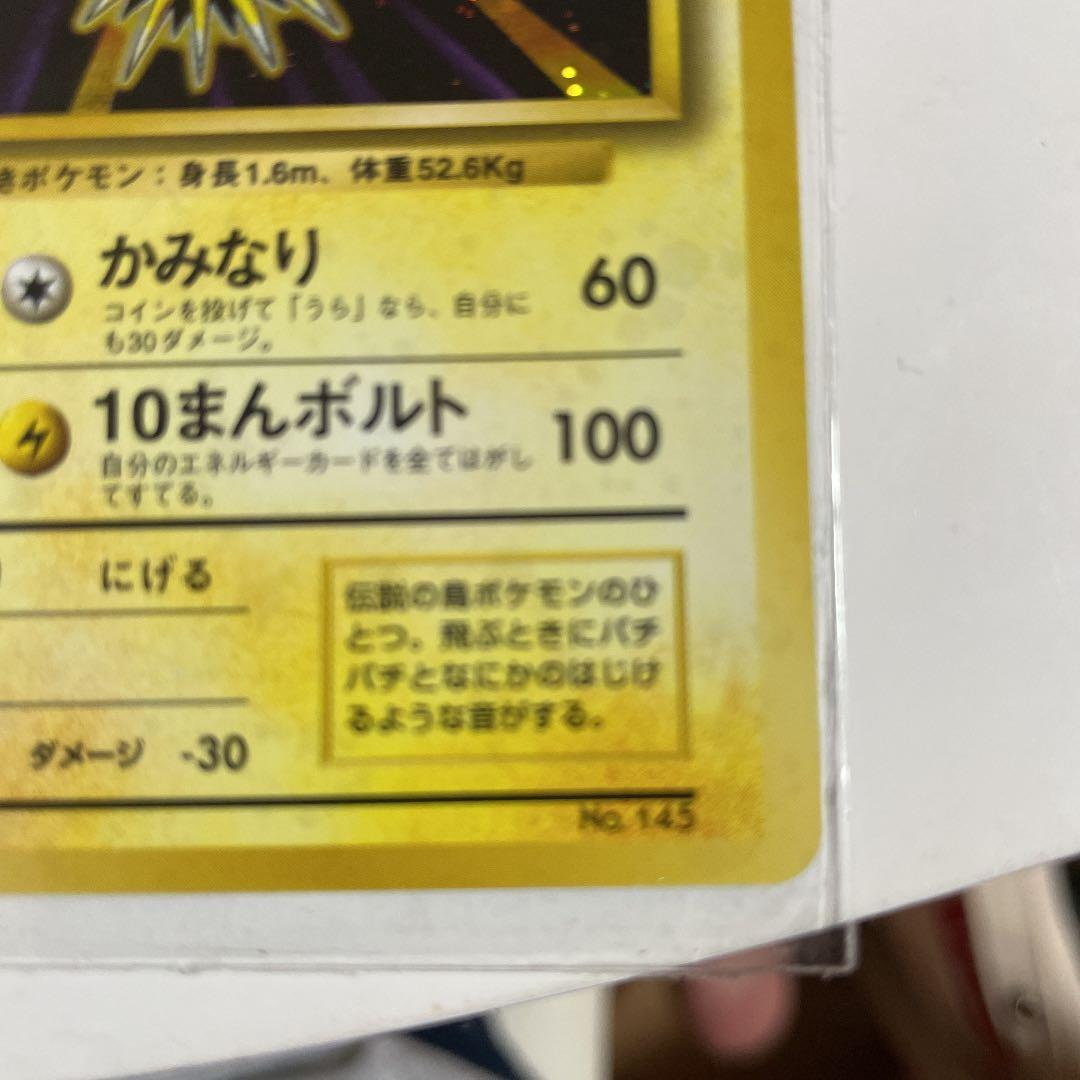 きポケモン：身長1.6m、体重52.6Kg
かみなり 60
コインを投げて「うら」なら、自分に
も30ダメージ。
10まんボルト 100
自分のエネルギーカードを全てはがし
てすてる。
にげる
伝説の鳥ポケモンのひ
とつ。飛ぶときにパチ
パチとなにかのはじけ
るような音がする。
ダメージ -30
No. 145